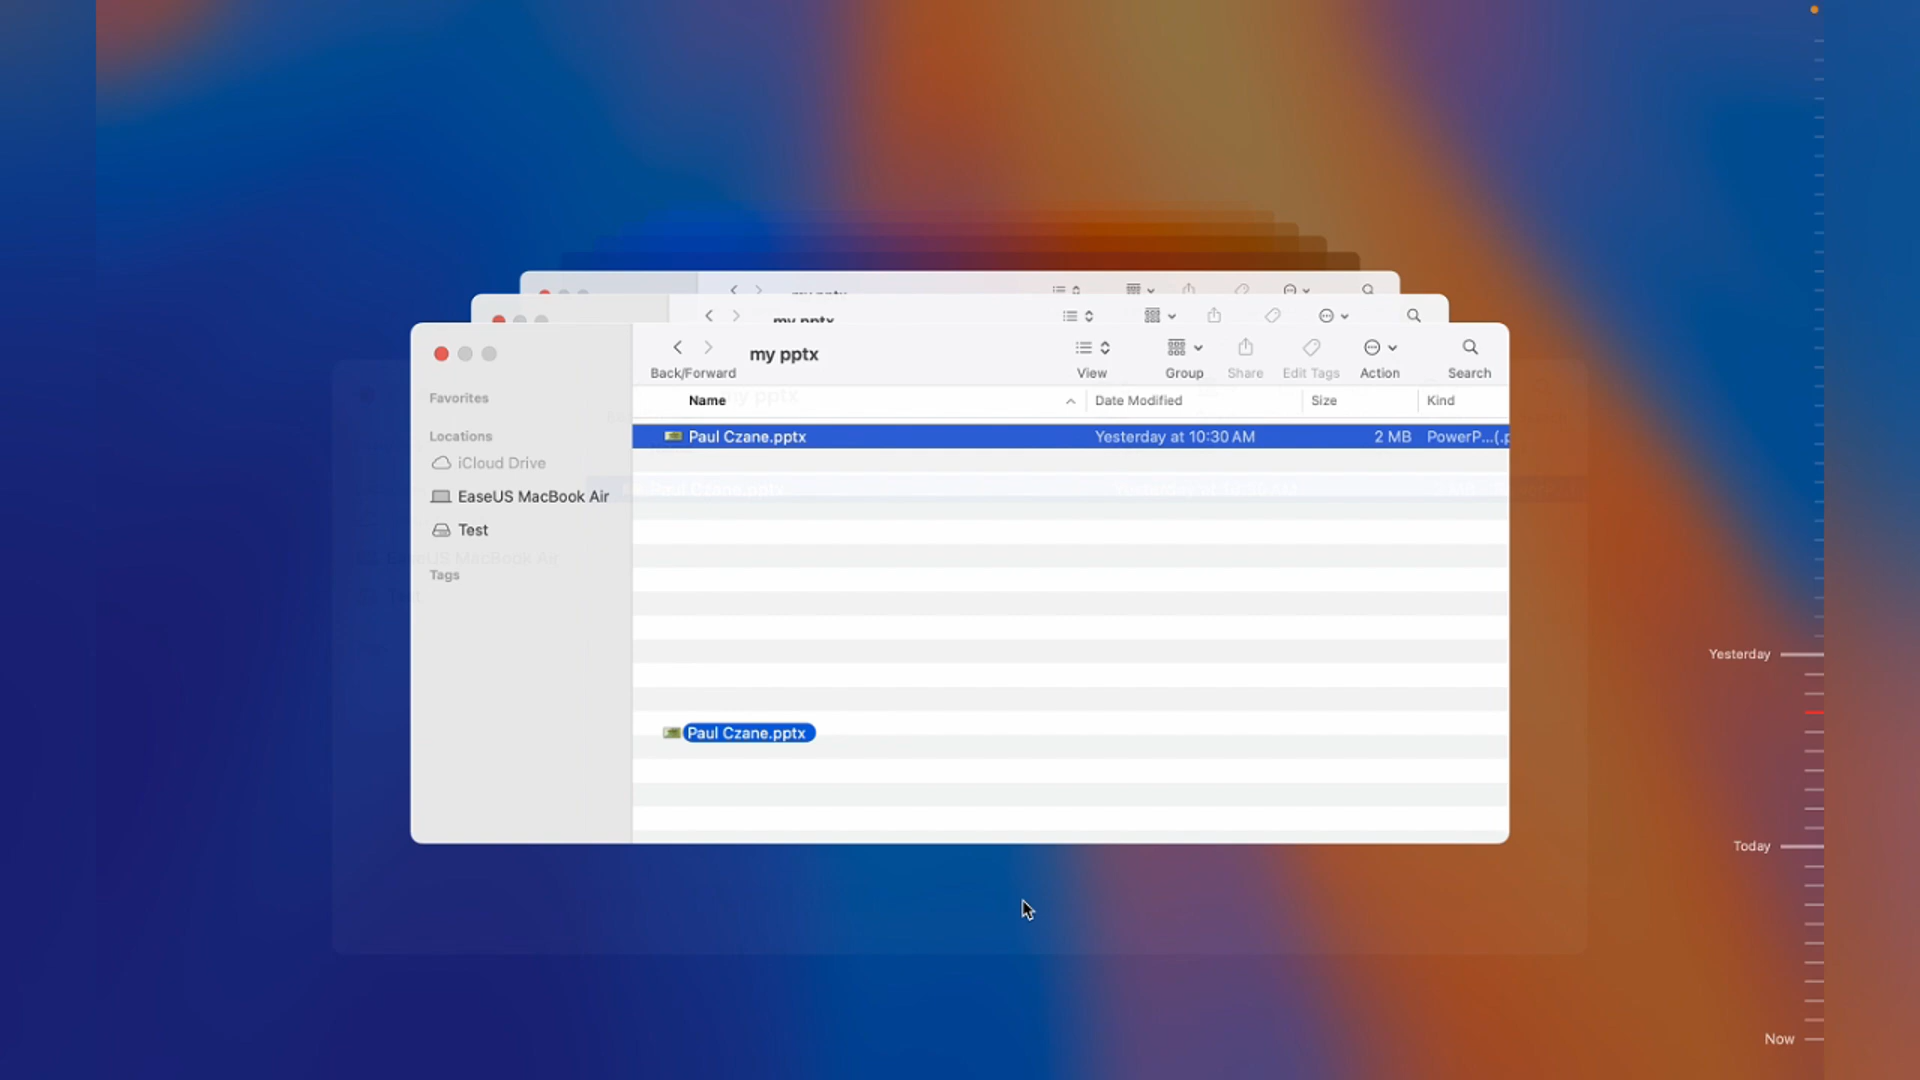 my pptx
my pptx
Back/Forward
View
Group
Share
Edit Tags
Action
Search
Favorites
Locations
iCloud Drive
EaseUS MacBook Air
Test
Tags
Name
Date Modified
Size
Kind
Paul Czane.pptx
Yesterday at 10:30 AM
2 MB
PowerP...(.p
Paul Czane.pptx
Yesterday
Today
Now